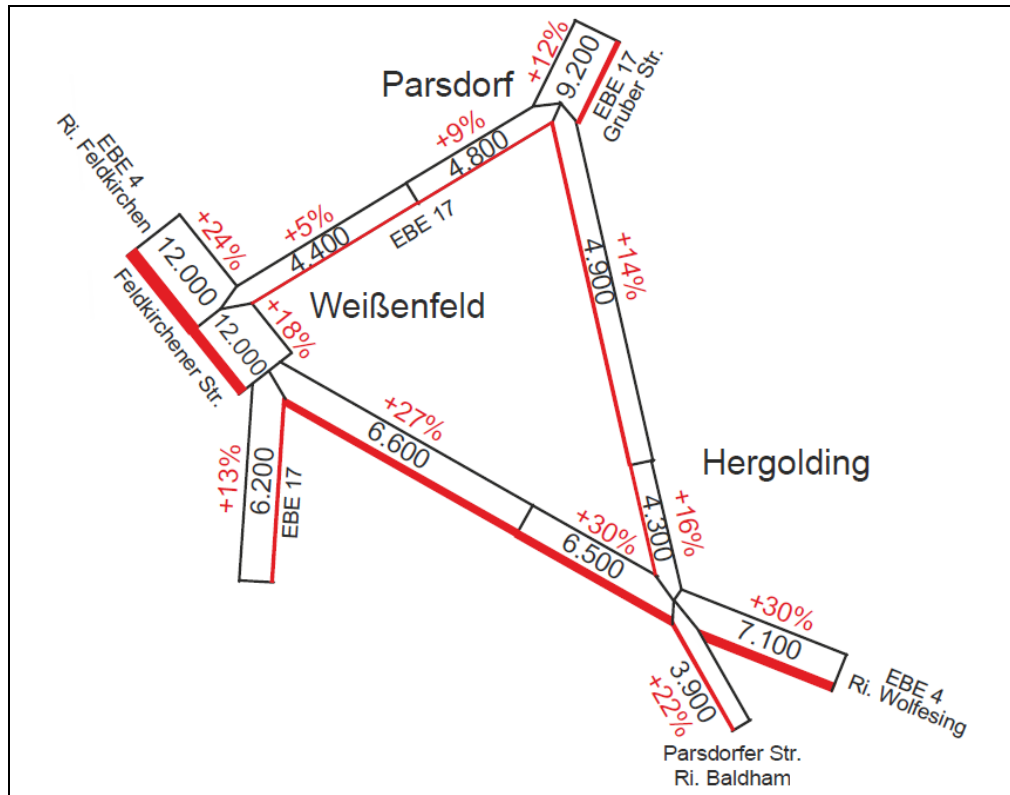 +12%
9.200
EBE 17
Gruber Str.
Parsdorf
+9%
4.800
EBE 17
+5%
4.400
EBE 4
Ri. Feldkirchen
+24%
12.000
Feldkirchener Str.
Weißenfeld
+18%
12.000
+14%
4.900
+27%
6.600
+13%
6.200
EBE 17
Hergolding
+30%
6.500
+16%
4.300
+30%
7.100
EBE 4
Ri. Wolfesing
3.900
+22%
Parsdorfer Str.
Ri. Baldham